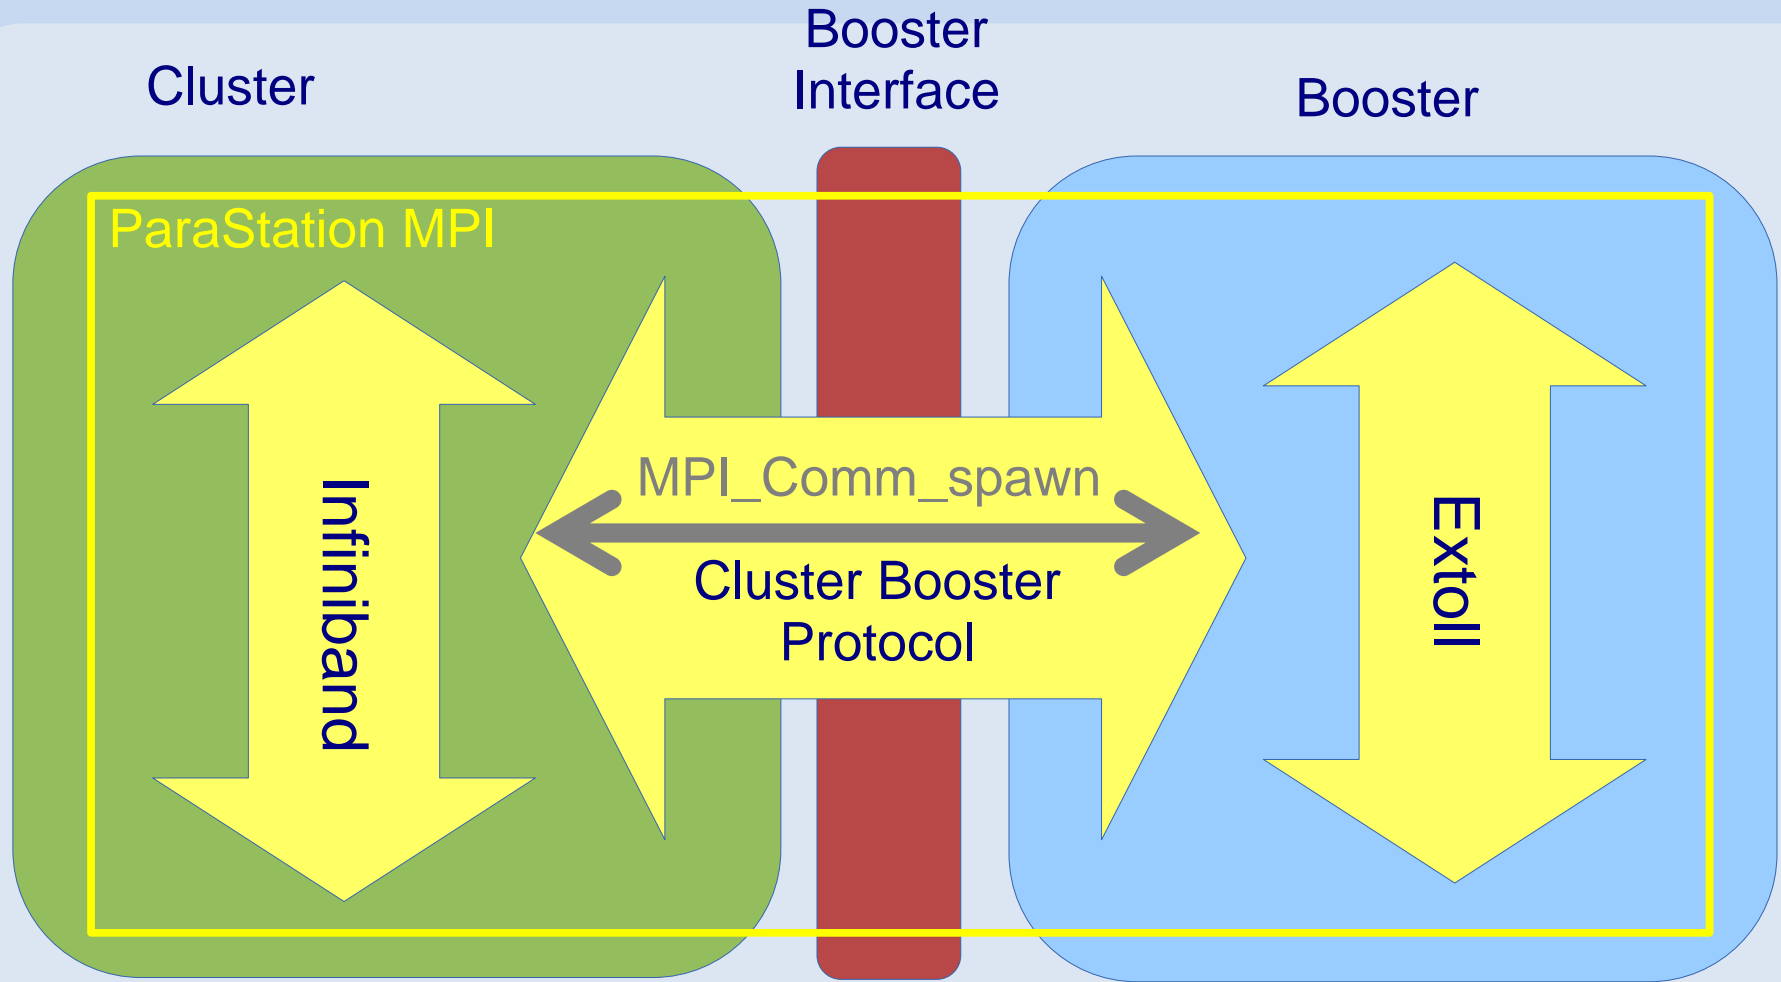 Cluster
Booster
Interface
Booster
ParaStation MPI
Infiniband
MPI_Comm_spawn
Cluster Booster
Protocol
Extoll